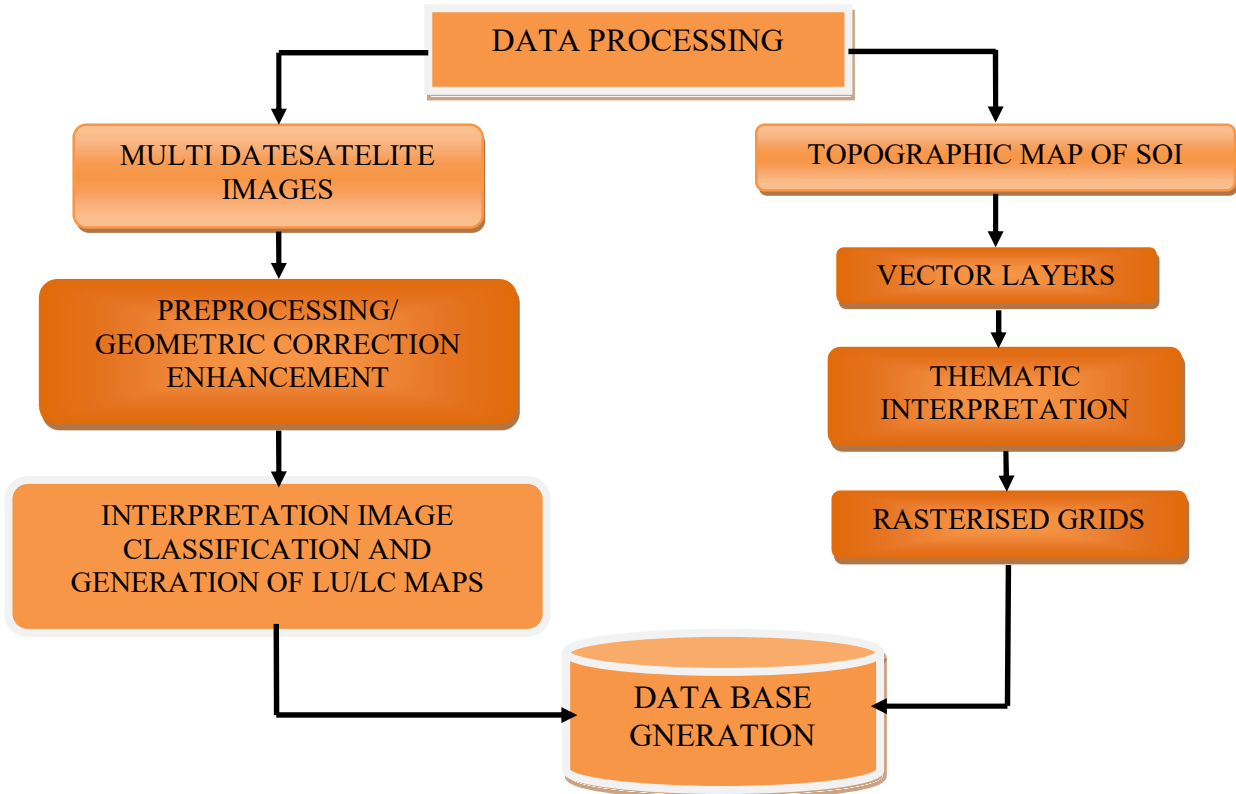 DATA PROCESSING
MULTI DATESATELITE
IMAGES
PREPROCESSING/
GEOMETRIC CORRECTION
ENHANCEMENT
INTERPRETATION IMAGE
CLASSIFICATION AND
GENERATION OF LU/LC MAPS
TOPOGRAPHIC MAP OF SOI
VECTOR LAYERS
THEMATIC
INTERPRETATION
RASTERISED GRIDS
DATA BASE
GNERATION